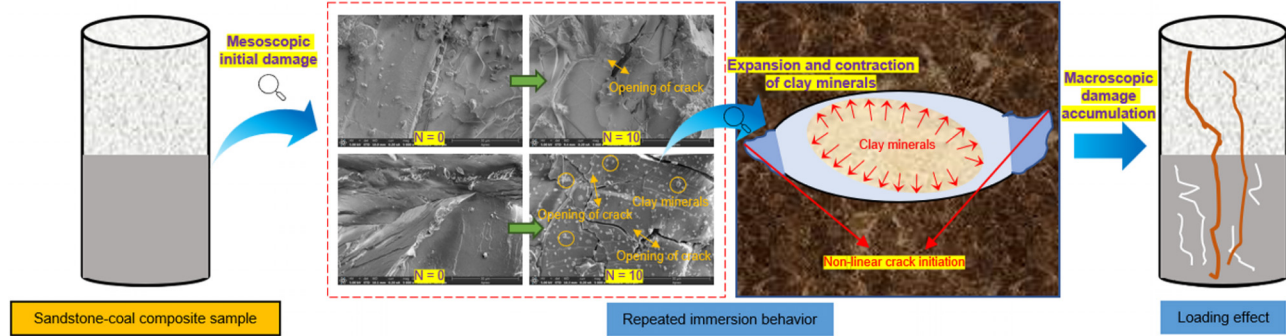 Mesoscopic
initial damage
N = 0
Opening of crack
N = 10
N = 0
Clay minerals
Opening of crack
Opening of crack
N = 10
Expansion and contraction
of clay minerals
Clay minerals
Non-linear crack initiation
Macroscopic
damage
accumulation
Sandstone-coal composite sample
Repeated immersion behavior
Loading effect